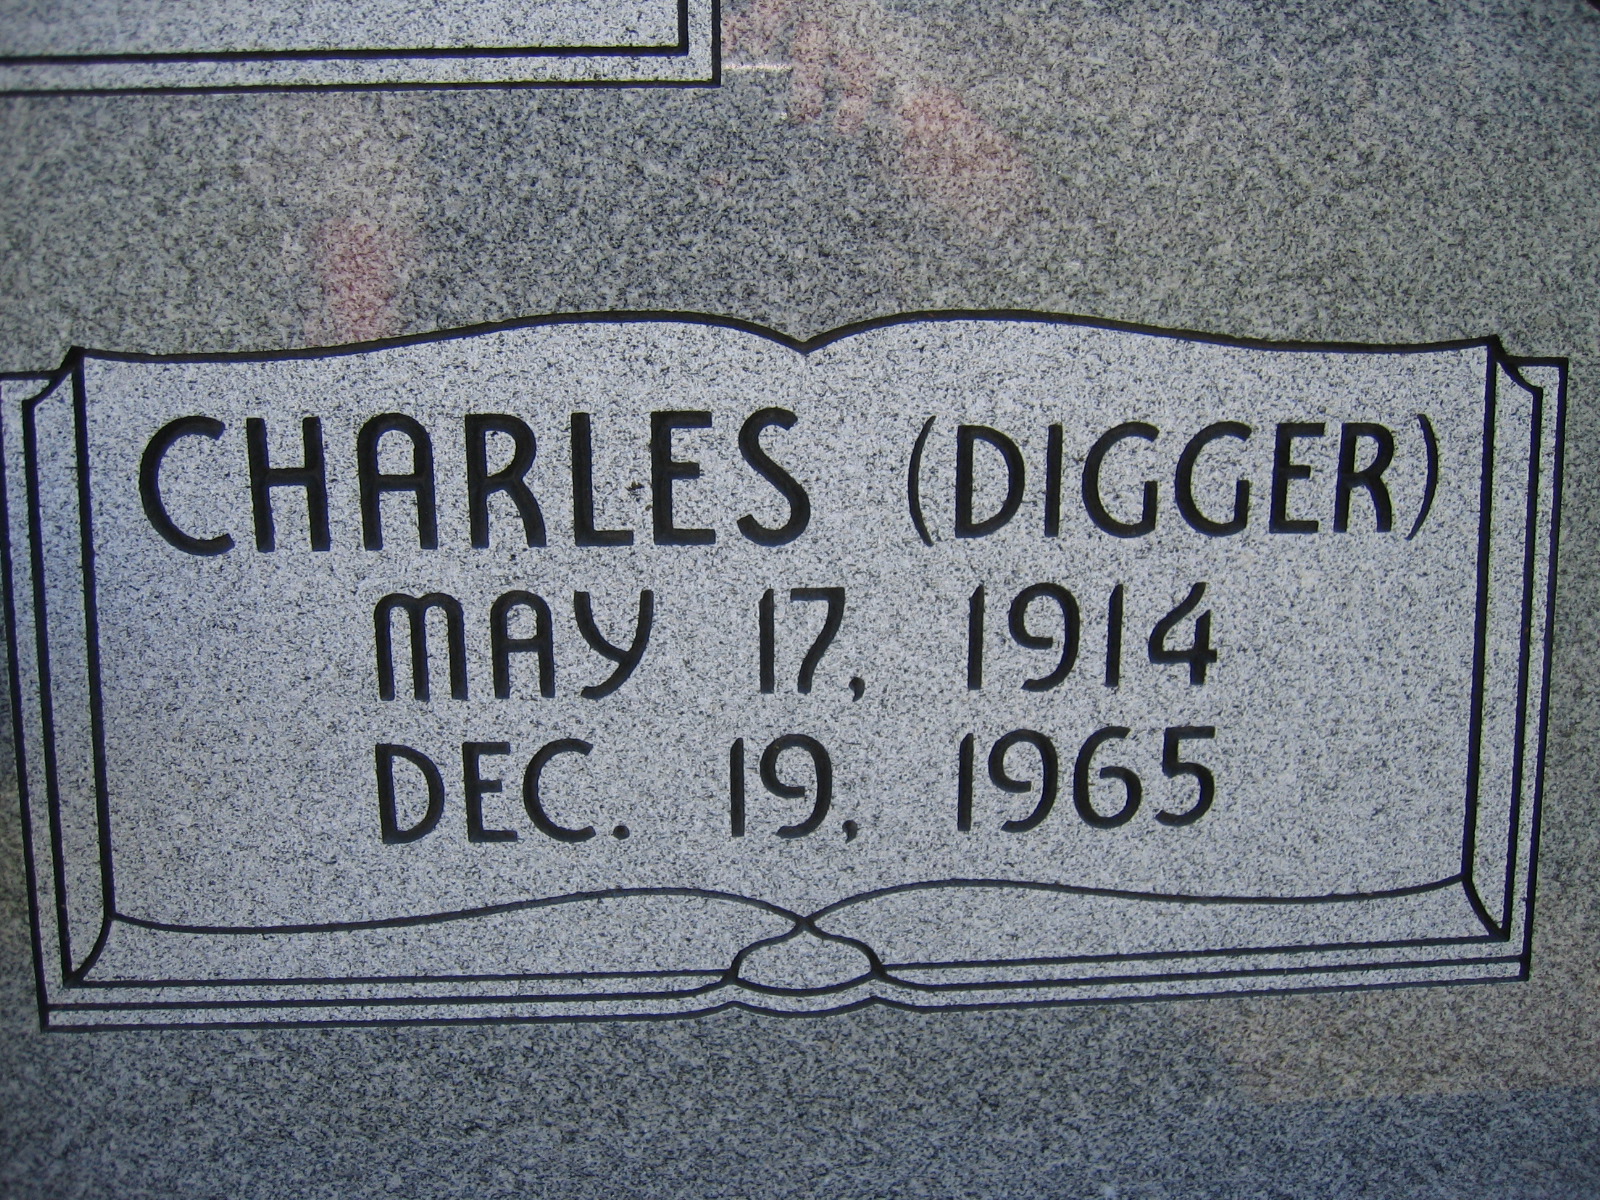 CHARLES (DIGGER)
MAY 17, 1914
DEC. 19, 1965